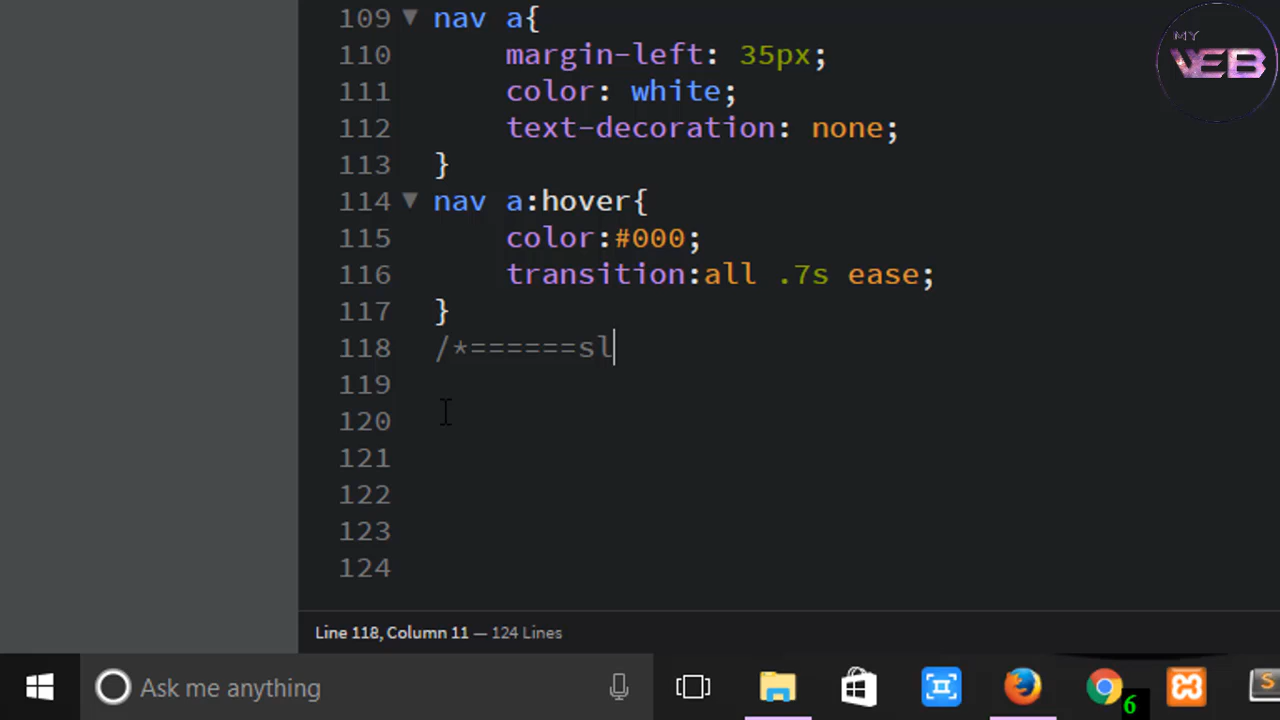 109 ▼ nav a{
110 margin-left: 35px;
111 color: white;
112 text-decoration: none;
113 }
114 ▼ nav a:hover{
115 color:#000;
116 transition:all .7s ease;
117 }
118 /*======sl
119
120
121
122
123
124
Line 118, Column 11 — 124 Lines
Ask me anything
6
S
MY
VEB